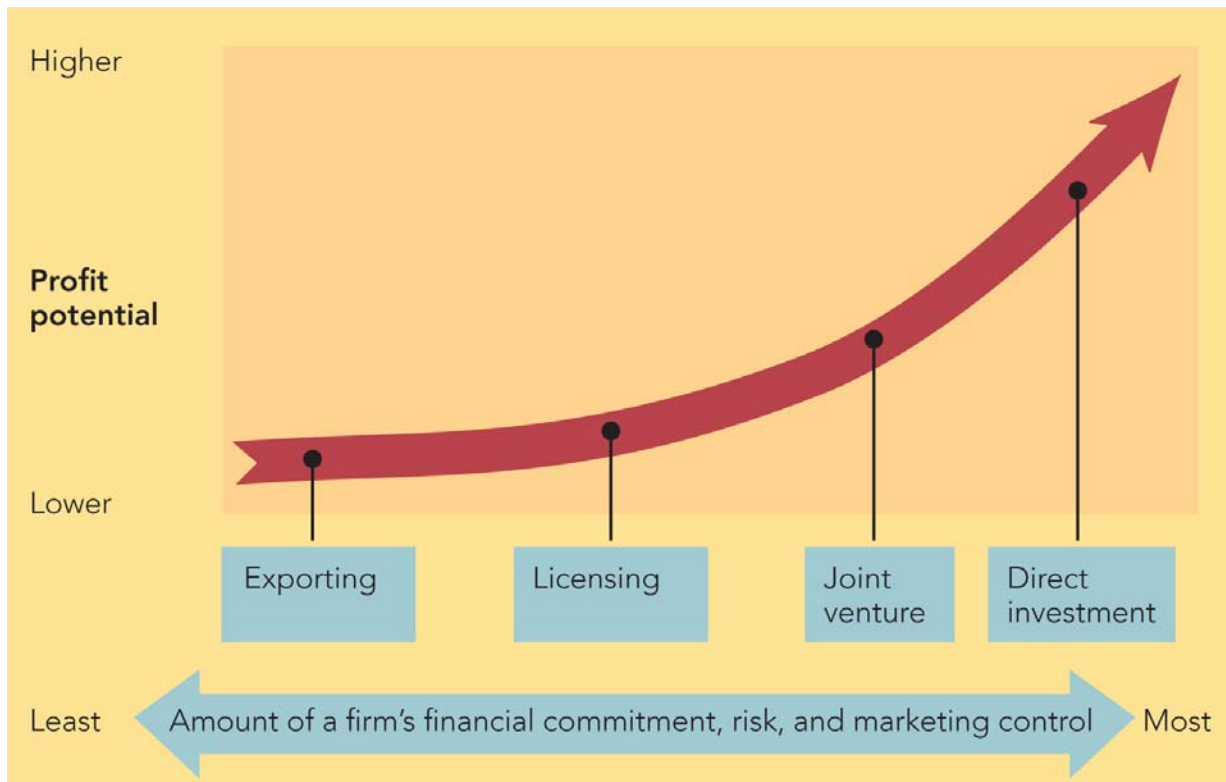 Higher
Profit
potential
Lower
Exporting
Licensing
Joint
venture
Direct
investment
Least
Amount of a firm's financial commitment, risk, and marketing control
Most